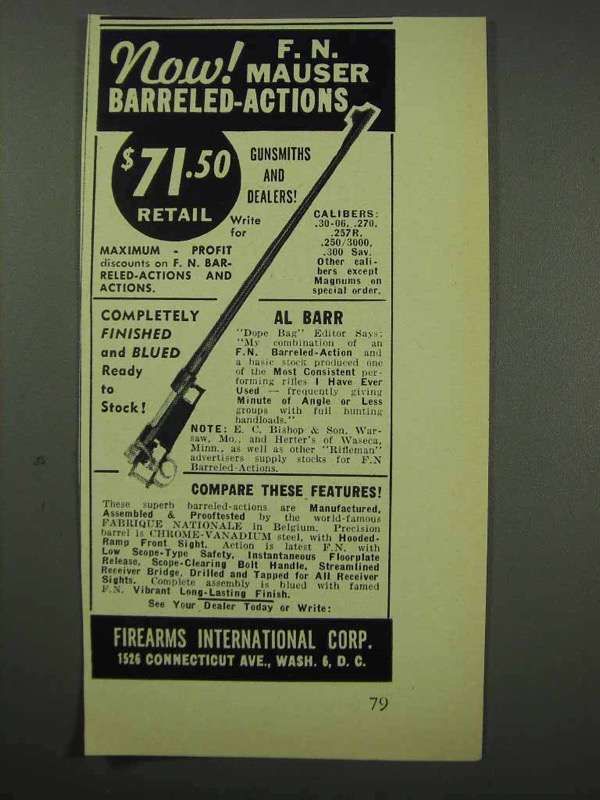 Now! F. N.
MAUSER
BARRELED-ACTIONS
$71.50
RETAIL
GUNSMITHS
AND
DEALERS!
Write
for
MAXIMUM - PROFIT
discounts on F. N. BAR-
RELED-ACTIONS AND
ACTIONS.
CALIBERS:
.30-06, .270,
.257R,
.250/3000,
.300 Sav.
Other cali-
bers except
Magnums on
special order.
COMPLETELY
FINISHED
and BLUED
Ready
to
Stock!
AL BARR
"Dope Bag" Editor Says:
"My combination of an
F.N. Barreled-Action and
a basic stock produced one
of the Most Consistent per-
forming rifles I Have Ever
Used — frequently giving
Minute of Angle or Less
groups with full hunting
handloads."
NOTE: E. C. Bishop & Son, War-
saw, Mo., and Herter's of Waseca,
Minn., as well as other "Rifleman"
advertisers supply stocks for F.N
Barreled-Actions.
COMPARE THESE FEATURES!
These superb barreled-actions are Manufactured,
Assembled & Prooftested by the world-famous
FABRIQUE NATIONALE in Belgium. Precision
barrel is CHROME-VANADIUM steel, with Hooded-
Ramp Front Sight. Action is latest F.N. with
Low Scope-Type Safety, Instantaneous Floorplate
Release, Scope-Clearing Bolt Handle, Streamlined
Receiver Bridge, Drilled and Tapped for All Receiver
Sights. Complete assembly is blued with famed
F.N. Vibrant Long-Lasting Finish.
See Your Dealer Today or Write:
FIREARMS INTERNATIONAL CORP.
1526 CONNECTICUT AVE., WASH. 6, D. C.
79